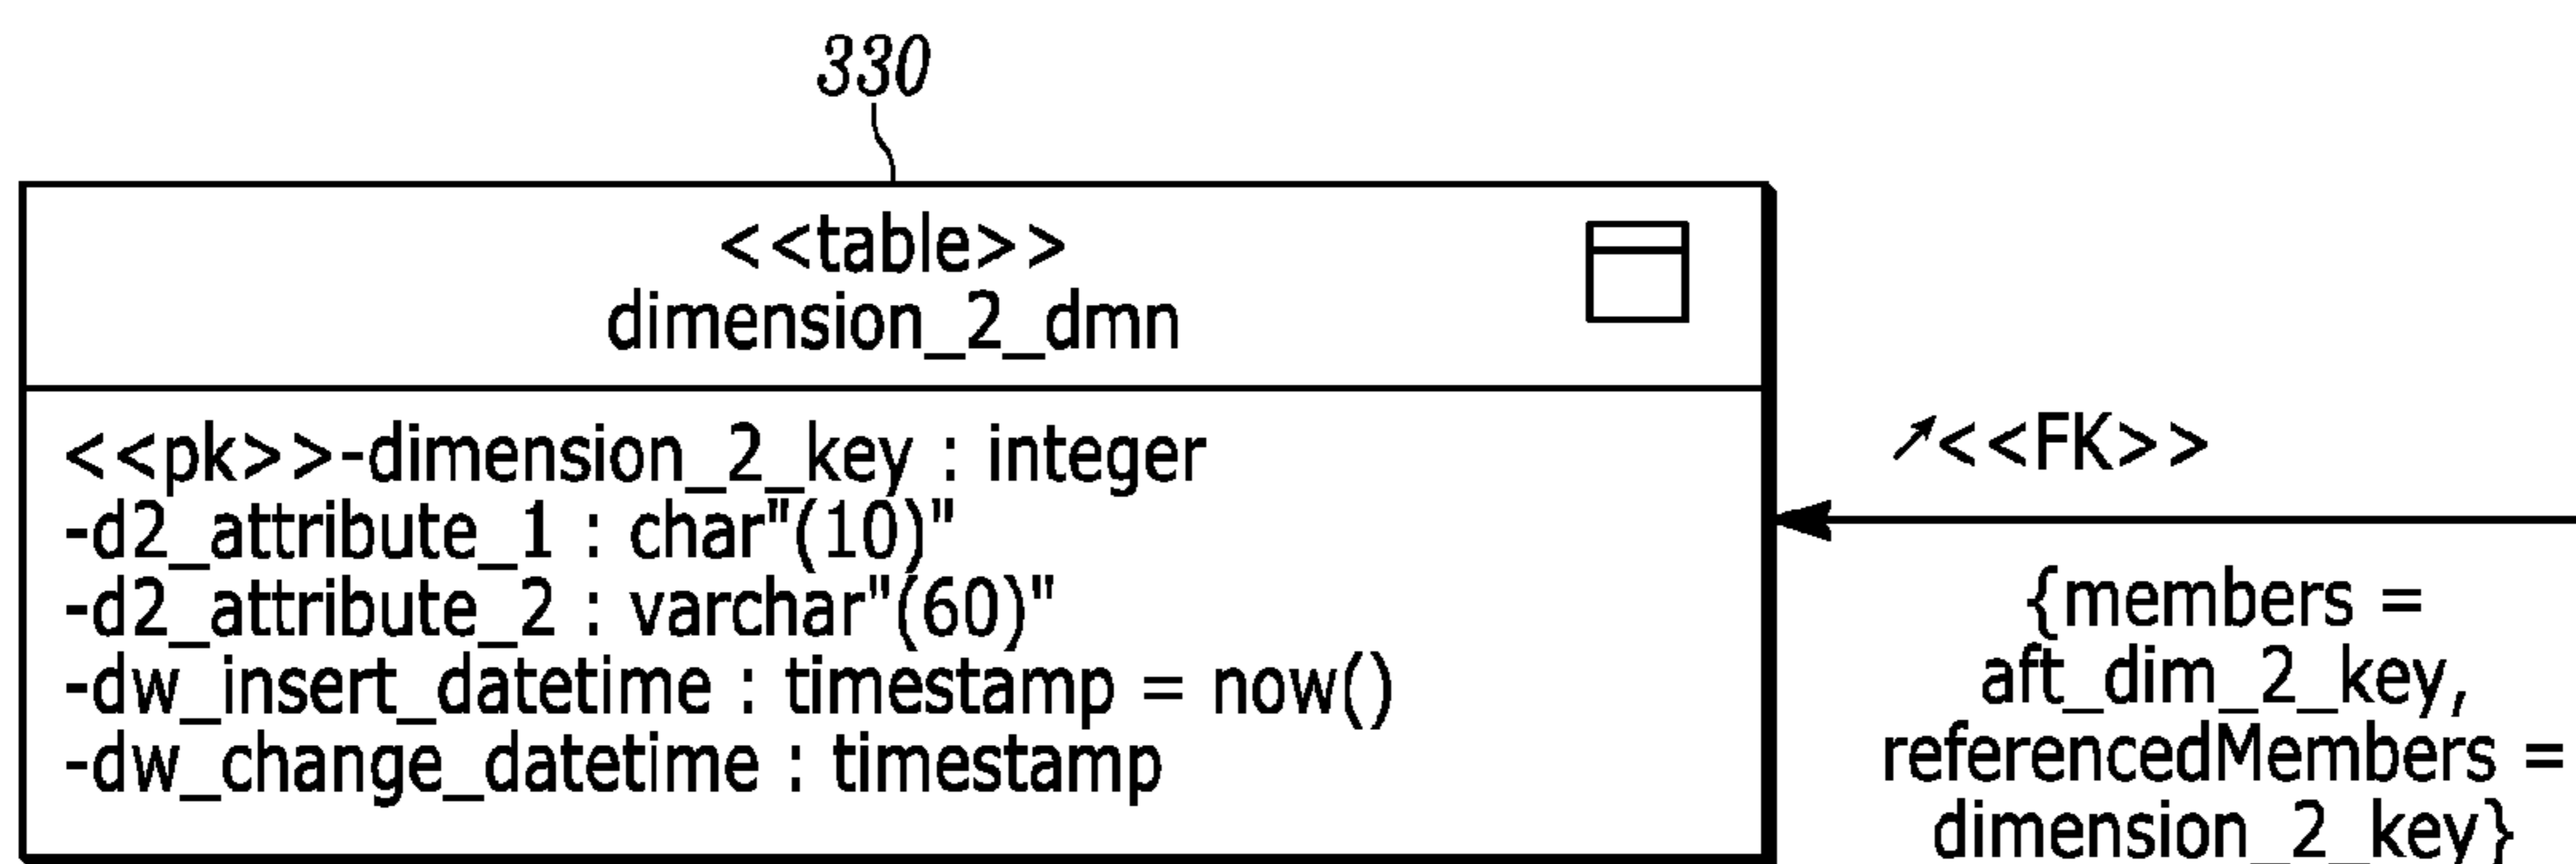 330
<<table>>
dimension_2_dmn
<<pk>>-dimension_2_key : integer
-d2_attribute_1 : char"(10)"
-d2_attribute_2 : varchar"(60)"
-dw_insert_datetime : timestamp = now()
-dw_change_datetime : timestamp
<<FK>>
{members =
aft_dim_2_key,
referencedMembers =
dimension_2_key}